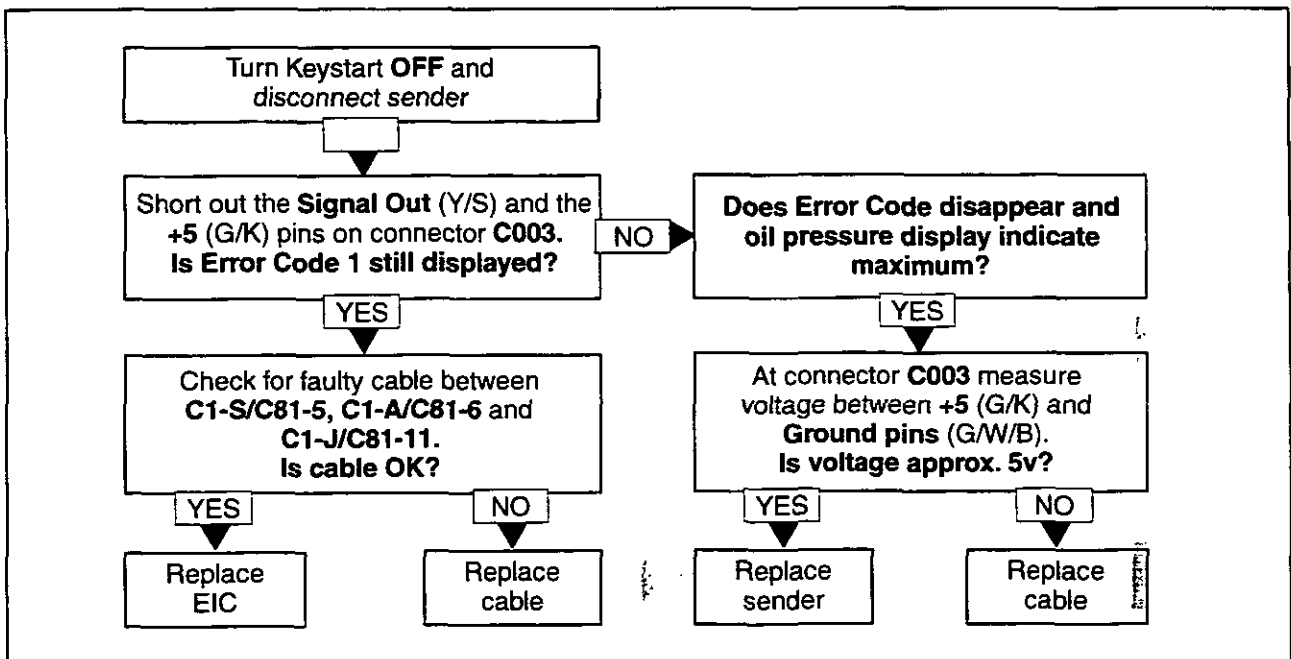 Turn Keystart OFF and
disconnect sender
Short out the Signal Out (Y/S) and the
+5 (G/K) pins on connector C003.
Is Error Code 1 still displayed?
NO
Does Error Code disappear and
oil pressure display indicate
maximum?
YES
YES
Check for faulty cable between
C1-S/C81-5, C1-A/C81-6 and
C1-J/C81-11.
Is cable OK?
At connector C003 measure
voltage between +5 (G/K) and
Ground pins (G/W/B).
Is voltage approx. 5v?
YES
NO
YES
NO
Replace
EIC
Replace
cable
Replace
sender
Replace
cable